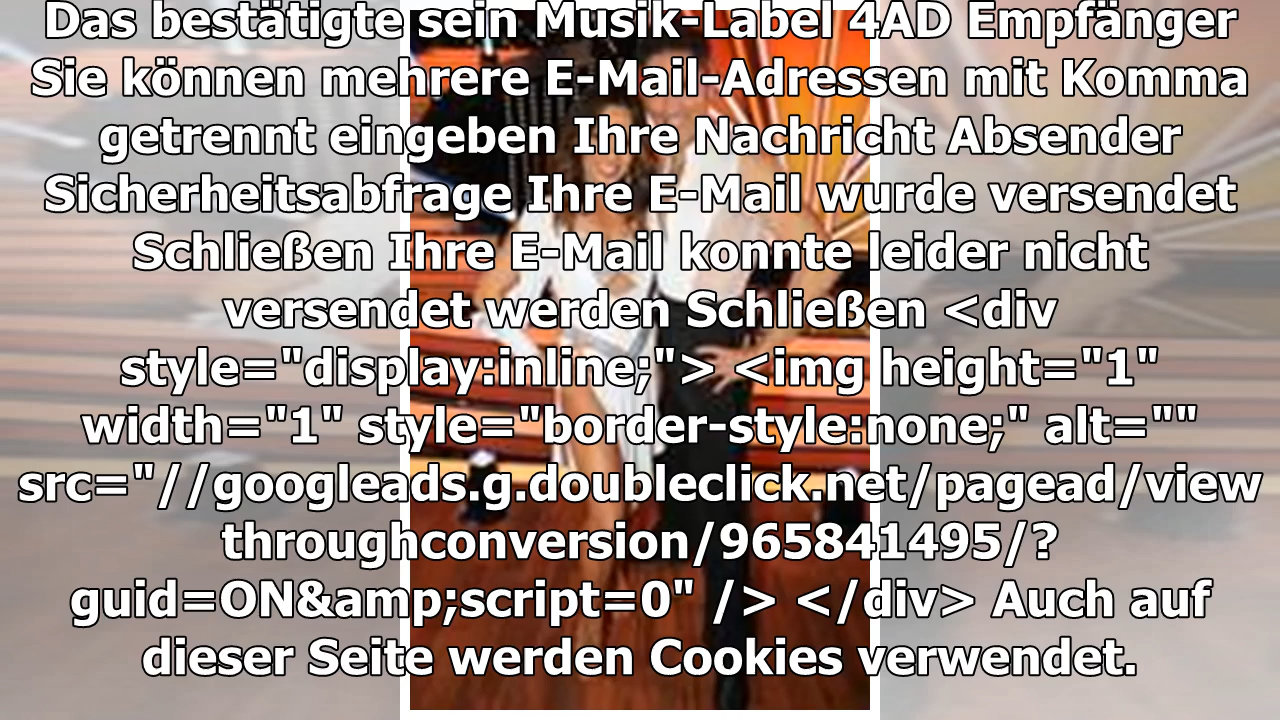 Das bestätigte sein Musik-Label 4AD Empfänger
Sie können mehrere E-Mail-Adressen mit Komma
getrennt eingeben Ihre Nachricht Absender
Sicherheitsabfrage Ihre E-Mail wurde versendet
Schließen Ihre E-Mail konnte leider nicht
versendet werden Schließen <div
style="display:inline;"> <img height="1"
width="1" style="border-style:none;" alt=""
src="//googleads.g.doubleclick.net/pagead/view
throughconversion/965841495/?
guid=ON&amp;script=0" /> </div> Auch auf
dieser Seite werden Cookies verwendet.